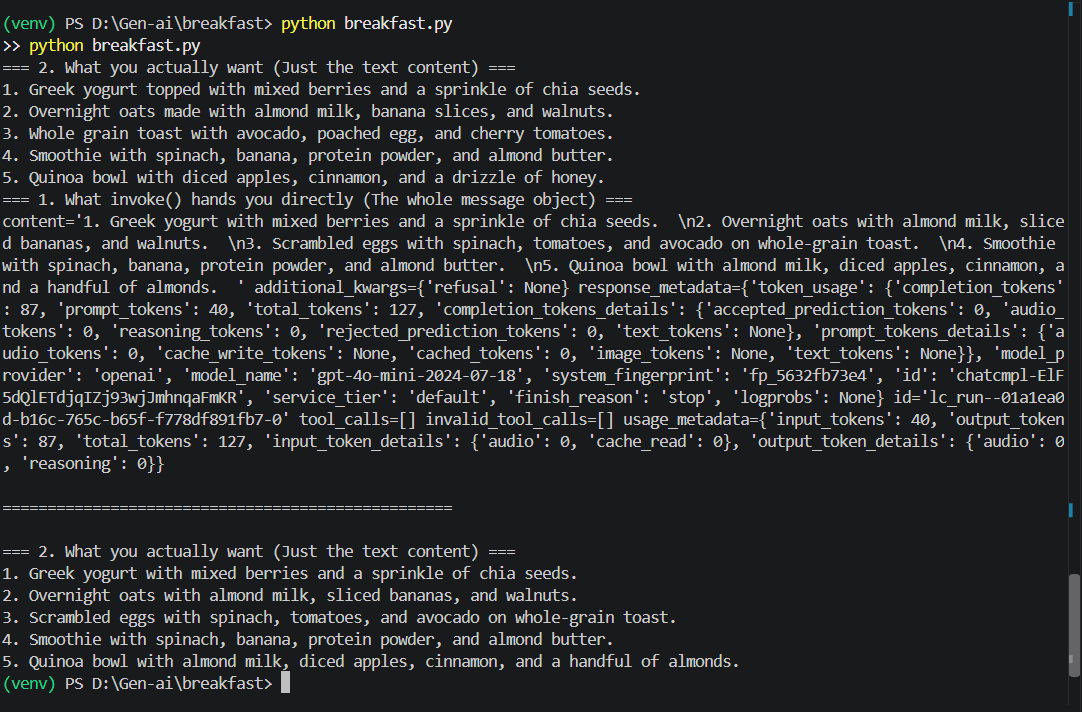 (venv) PS D:\Gen-ai\breakfast> python breakfast.py
>> python breakfast.py
=== 2. What you actually want (Just the text content) ===
1. Greek yogurt topped with mixed berries and a sprinkle of chia seeds.
2. Overnight oats made with almond milk, banana slices, and walnuts.
3. Whole grain toast with avocado, poached egg, and cherry tomatoes.
4. Smoothie with spinach, banana, protein powder, and almond butter.
5. Quinoa bowl with diced apples, cinnamon, and a drizzle of honey.
=== 1. What invoke() hands you directly (The whole message object) ===
content='1. Greek yogurt with mixed berries and a sprinkle of chia seeds.  \n2. Overnight oats with almond milk, slice
d bananas, and walnuts.  \n3. Scrambled eggs with spinach, tomatoes, and avocado on whole-grain toast.  \n4. Smoothie
with spinach, banana, protein powder, and almond butter.  \n5. Quinoa bowl with almond milk, diced apples, cinnamon, a
nd a handful of almonds.  ' additional_kwargs={'refusal': None} response_metadata={'token_usage': {'completion_tokens'
: 87, 'prompt_tokens': 40, 'total_tokens': 127, 'completion_tokens_details': {'accepted_prediction_tokens': 0, 'audio_
tokens': 0, 'reasoning_tokens': 0, 'rejected_prediction_tokens': 0, 'text_tokens': None}, 'prompt_tokens_details': {'a
udio_tokens': 0, 'cache_write_tokens': None, 'cached_tokens': 0, 'image_tokens': None, 'text_tokens': None}}, 'model_p
rovider': 'openai', 'model_name': 'gpt-4o-mini-2024-07-18', 'system_fingerprint': 'fp_5632fb73e4', 'id': 'chatcmpl-ElF
5dQlETdjqIZj93wjJmhnqaFmKR', 'service_tier': 'default', 'finish_reason': 'stop', 'logprobs': None} id='lc_run--01a1ea0
d-b16c-765c-b65f-f778df891fb7-0' tool_calls=[] invalid_tool_calls=[] usage_metadata={'input_tokens': 40, 'output_token
s': 87, 'total_tokens': 127, 'input_token_details': {'audio': 0, 'cache_read': 0}, 'output_token_details': {'audio': 0
, 'reasoning': 0}}
==================================================
=== 2. What you actually want (Just the text content) ===
1. Greek yogurt with mixed berries and a sprinkle of chia seeds.
2. Overnight oats with almond milk, sliced bananas, and walnuts.
3. Scrambled eggs with spinach, tomatoes, and avocado on whole-grain toast.
4. Smoothie with spinach, banana, protein powder, and almond butter.
5. Quinoa bowl with almond milk, diced apples, cinnamon, and a handful of almonds.
(venv) PS D:\Gen-ai\breakfast>